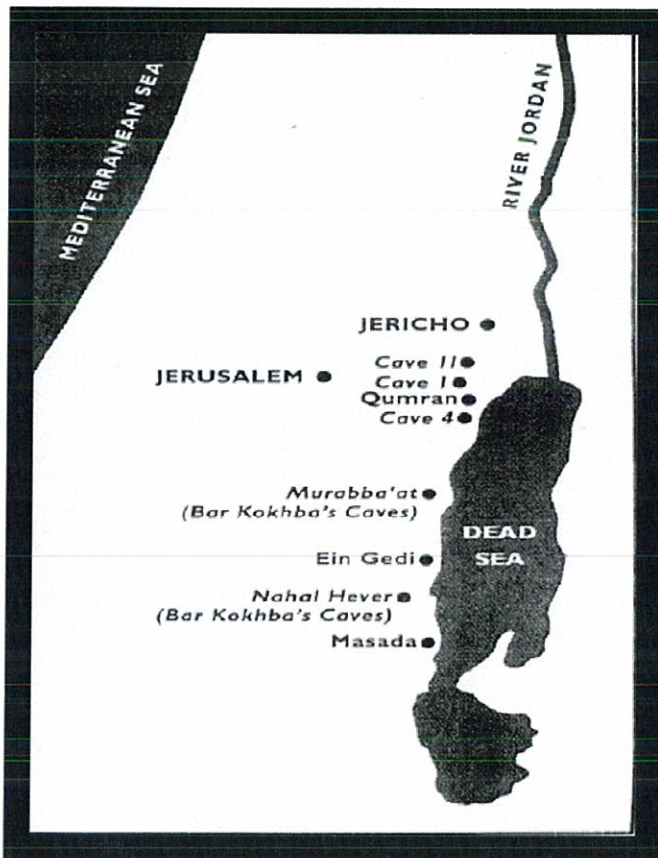 MEDITERRANEAN SEA
RIVER JORDAN
JERICHO
Cave 11
JERUSALEM
Cave 1
Qumran
Cave 4
Murabba'at
(Bar Kokhba's Caves)
DEAD
SEA
Ein Gedi
Nahal Hever
(Bar Kokhba's Caves)
Masada